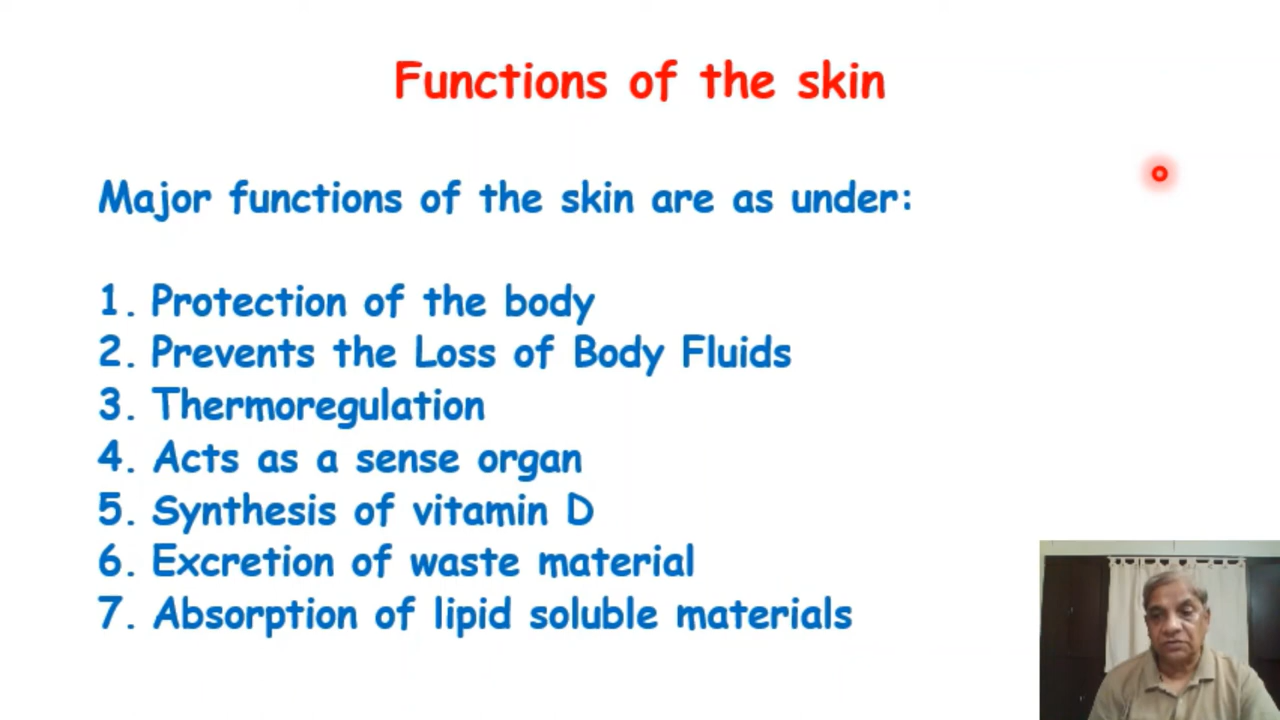 Functions of the skin
Major functions of the skin are as under:
1. Protection of the body
2. Prevents the Loss of Body Fluids
3. Thermoregulation
4. Acts as a sense organ
5. Synthesis of vitamin D
6. Excretion of waste material
7. Absorption of lipid soluble materials